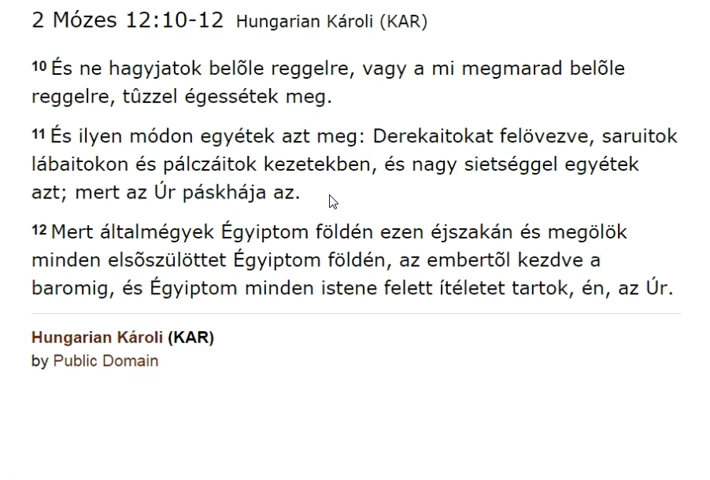 2 Mózes 12:10-12 Hungarian Károli (KAR)
10 És ne hagyjatok belõle reggelre, vagy a mi megmarad belõle
reggelre, tûzzel égessétek meg.
11 És ilyen módon egyétek azt meg: Derekaitokat felövezve, saruitok
lábaitokon és pálczáitok kezetekben, és nagy sietséggel egyétek
azt; mert az Úr páskhája az.
12 Mert általmégyek Égyiptom földén ezen éjszakán és megölök
minden elsõszülöttet Égyiptom földén, az embertõl kezdve a
baromig, és Égyiptom minden istene felett ítéletet tartok, én, az Úr.
Hungarian Károli (KAR)
by Public Domain